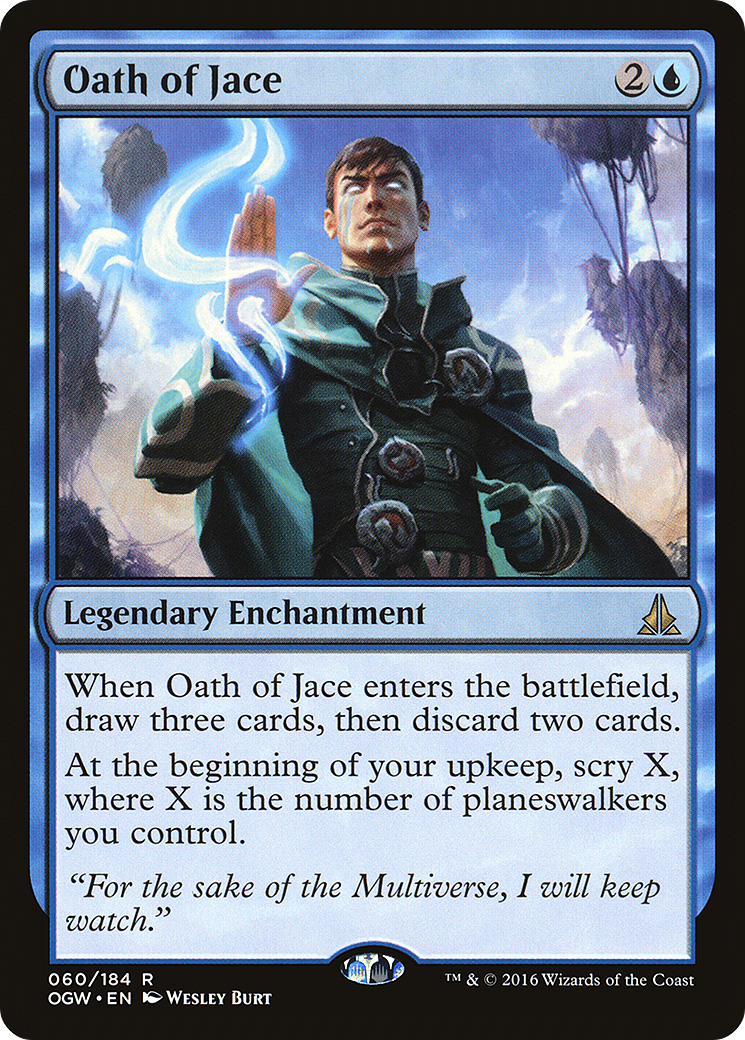 Oath of Jace
2
Legendary Enchantment
When Oath of Jace enters the battlefield,
draw three cards, then discard two cards.
At the beginning of your upkeep, scry X,
where X is the number of planeswalkers
you control.
“For the sake of the Multiverse, I will keep
watch.”
060/184 R
OGW • EN Wesley Burt
™ & © 2016 Wizards of the Coast